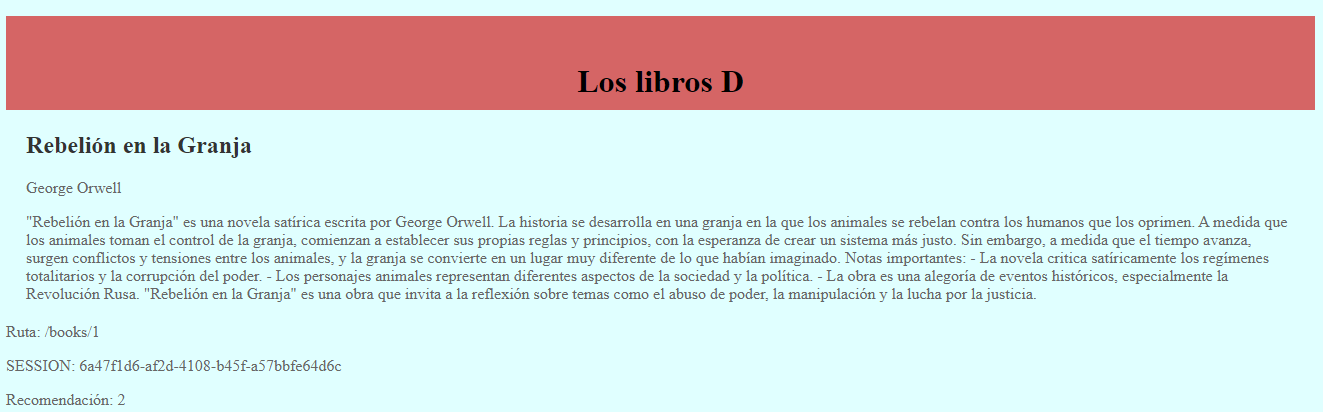 Los libros D
Rebelión en la Granja
George Orwell
"Rebelión en la Granja" es una novela satírica escrita por George Orwell. La historia se desarrolla en una granja en la que los animales se rebelan contra los humanos que los oprimen. A medida que
los animales toman el control de la granja, comienzan a establecer sus propias reglas y principios, con la esperanza de crear un sistema más justo. Sin embargo, a medida que el tiempo avanza,
surgen conflictos y tensiones entre los animales, y la granja se convierte en un lugar muy diferente de lo que habían imaginado. Notas importantes: - La novela critica satíricamente los regímenes
totalitarios y la corrupción del poder. - Los personajes animales representan diferentes aspectos de la sociedad y la política. - La obra es una alegoría de eventos históricos, especialmente la
Revolución Rusa. "Rebelión en la Granja" es una obra que invita a la reflexión sobre temas como el abuso de poder, la manipulación y la lucha por la justicia.
Ruta: /books/1
SESSION: 6a47f1d6-af2d-4108-b45f-a57bbfe64d6c
Recomendación: 2